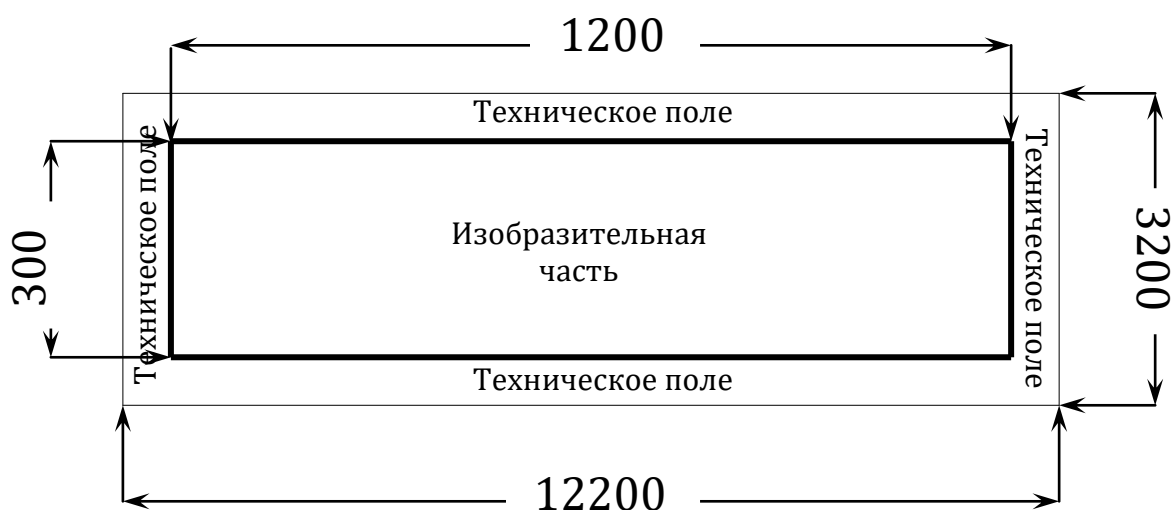 1200
Техническое поле
Техническое поле
Техническое поле
300
Изобразительная
часть
3200
Техническое поле
12200